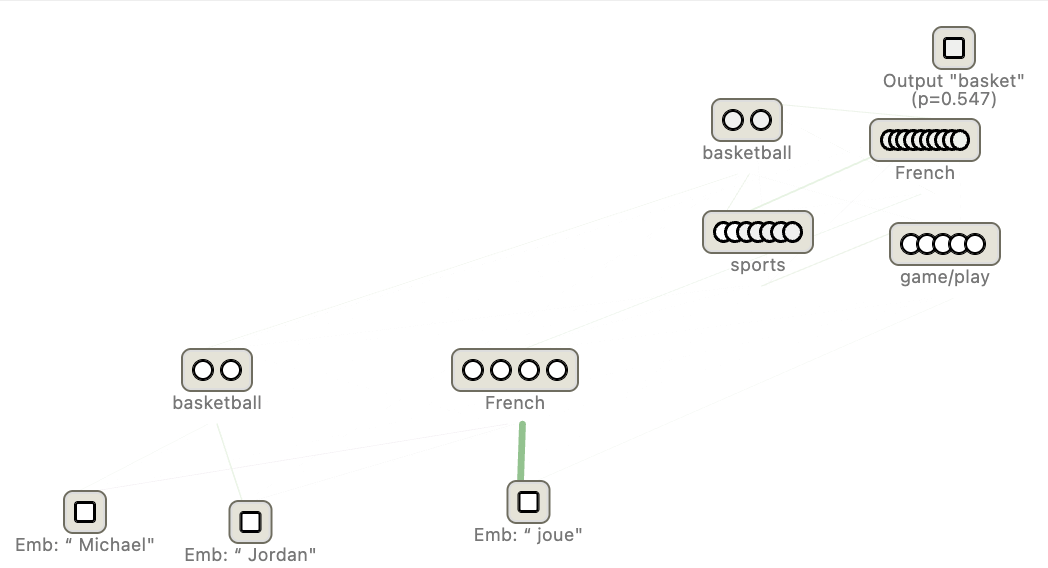 Output "basket"
(p=0.547)
basketball
French
sports
game/play
basketball
French
Emb: “ Michael"
Emb: “ Jordan"
Emb: “ joue"